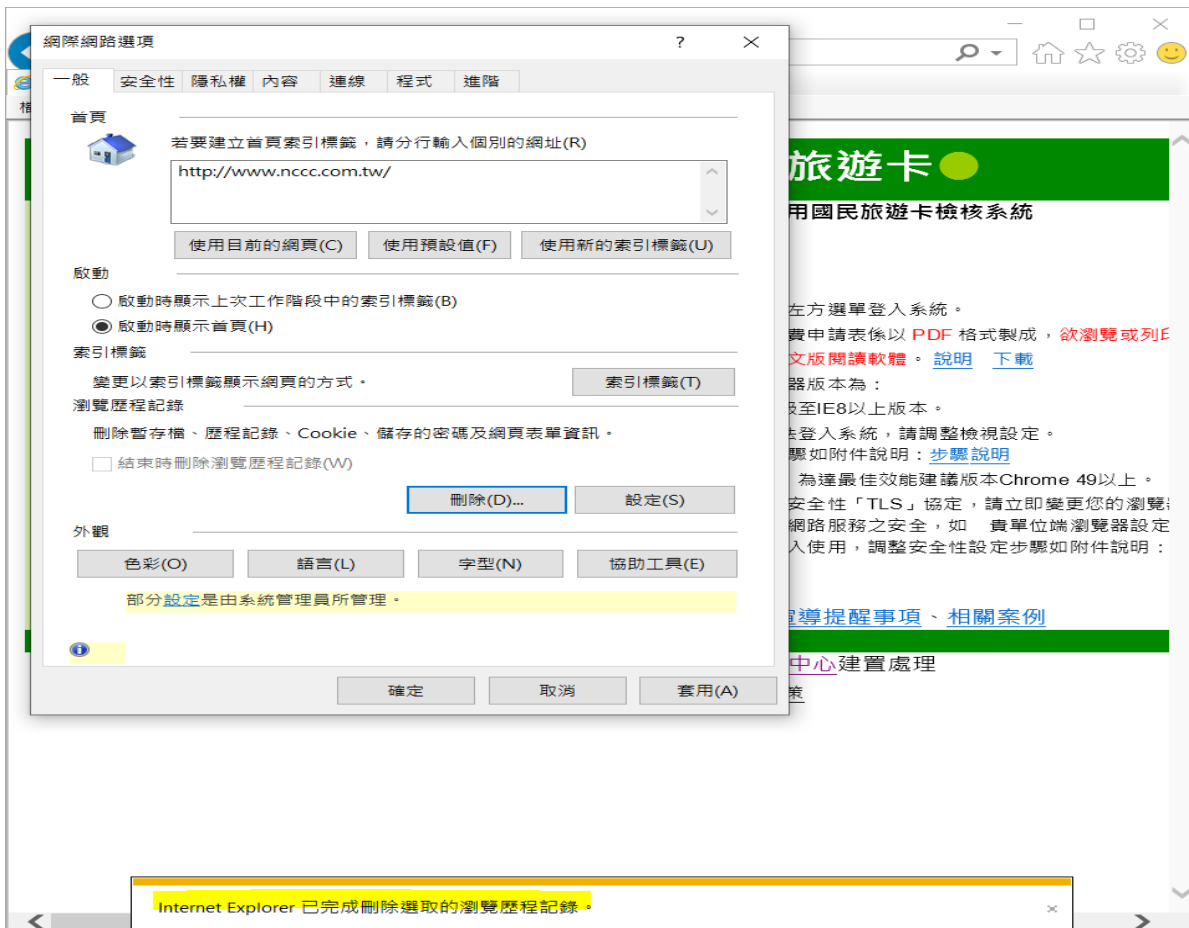 網際網路選項
?
一般 安全性 隱私權 內容 連線 程式 進階
首頁
若要建立首頁索引標籤，請分行輸入個別的網址(R)
http://www.nccc.com.tw/
使用目前的網頁(C) 使用預設值(F) 使用新的索引標籤(U)
啟動
啟動時顯示上次工作階段中的索引標籤(B)
啟動時顯示首頁(H)
索引標籤
變更以索引標籤顯示網頁的方式。
索引標籤(T)
瀏覽歷程記錄
刪除暫存檔、歷程記錄、Cookie、儲存的密碼及網頁表單資訊。
結束時刪除瀏覽歷程記錄(W)
刪除(D)... 設定(S)
外觀
色彩(O) 語言(L) 字型(N) 協助工具(E)
部分設定是由系統管理員所管理。
確定 取消 套用(A)
旅遊卡
用國民旅遊卡檢核系統
左方選單登入系統。
費申請表係以 PDF 格式製成，欲瀏覽或列印
文版閱讀軟體。 說明 下載
器版本為：
至IE8以上版本。
登入系統，請調整檢視設定。
驟如附件說明：步驟說明
為達最佳效能建議版本Chrome 49以上。
安全性「TLS」協定，請立即變更您的瀏覽
網路服務之安全，如 貴單位端瀏覽器設定
入使用，調整安全性設定步驟如附件說明：
導提醒事項、相關案例
中心建置處理
策
Internet Explorer 已完成刪除選取的瀏覽歷程記錄。